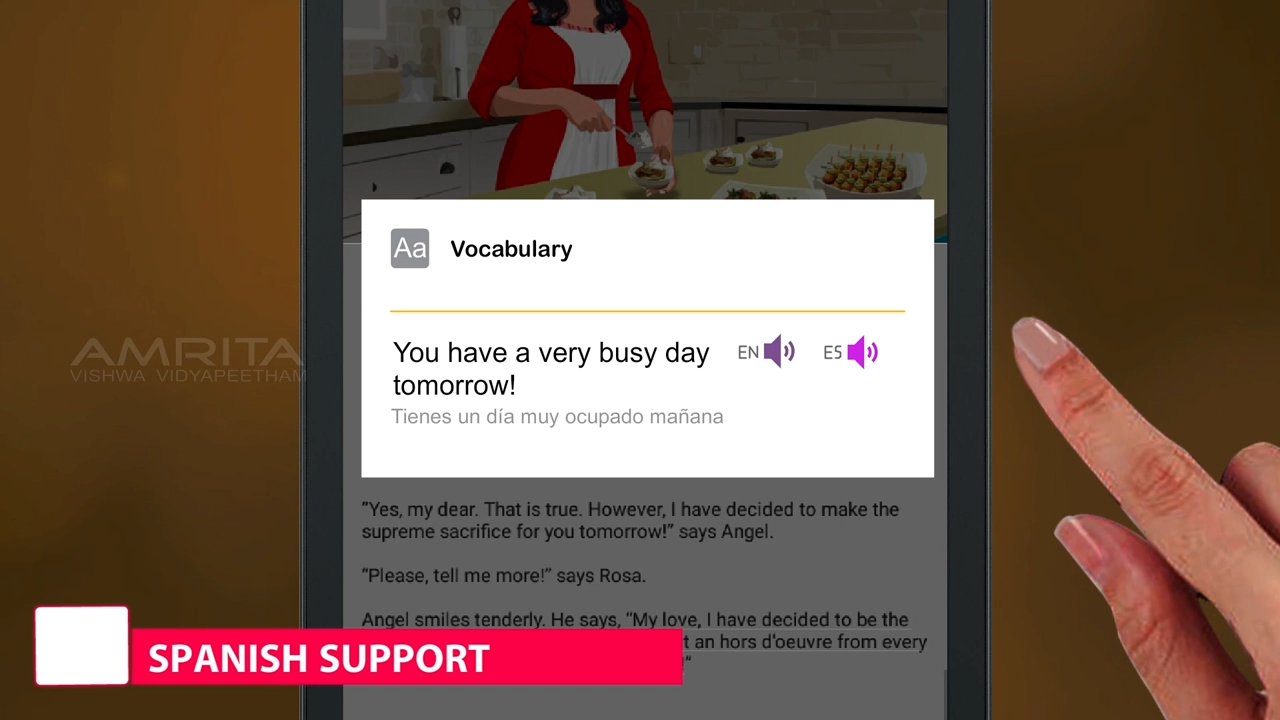 Aa Vocabulary
You have a very busy day
tomorrow!
EN
ES
Tienes un día muy ocupado mañana
AMRITA
VISHWA VIDYAPEETHAM
"Yes, my dear. That is true. However, I have decided to make the
supreme sacrifice for you tomorrow!" says Angel.
"Please, tell me more!" says Rosa.
Angel smiles tenderly. He says, "My love, I have decided to be the
an hors d'oeuvre from every
SPANISH SUPPORT